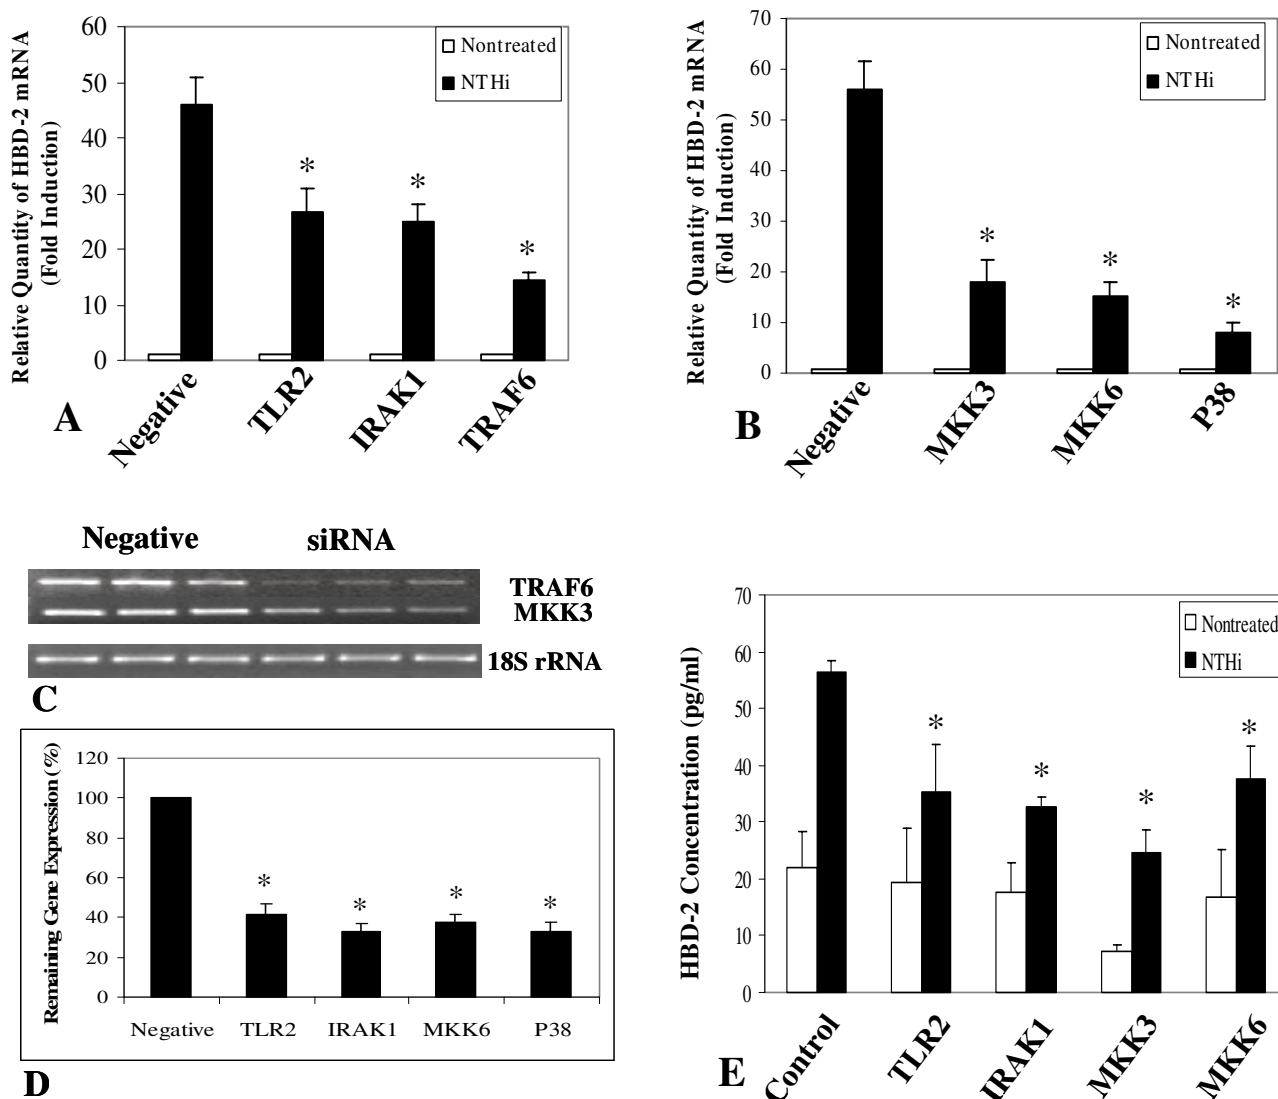 Relative Quantity of HBD-2 mRNA
(Fold Induction)
60
50
40
30
20
10
0
Nontreated
NTHi
*
*
*
Negative
TLR2
IRAK1
TRAF6
A
Relative Quantity of HBD-2 mRNA
(Fold Induction)
70
60
50
40
30
20
10
0
Nontreated
NTHi
*
*
*
Negative
MKK3
MKK6
P38
B
Negative siRNA
TRAF6
MKK3
18S rRNA
C
Remaining Gene Expression (%)
120
100
80
60
40
20
0
*
*
*
*
Negative TLR2 IRAK1 MKK6 P38
D
HBD-2 Concentration (pg/ml)
70
60
50
40
30
20
10
0
Nontreated
NTHi
*
*
*
*
Control
TLR2
IRAK1
MKK3
MKK6
E